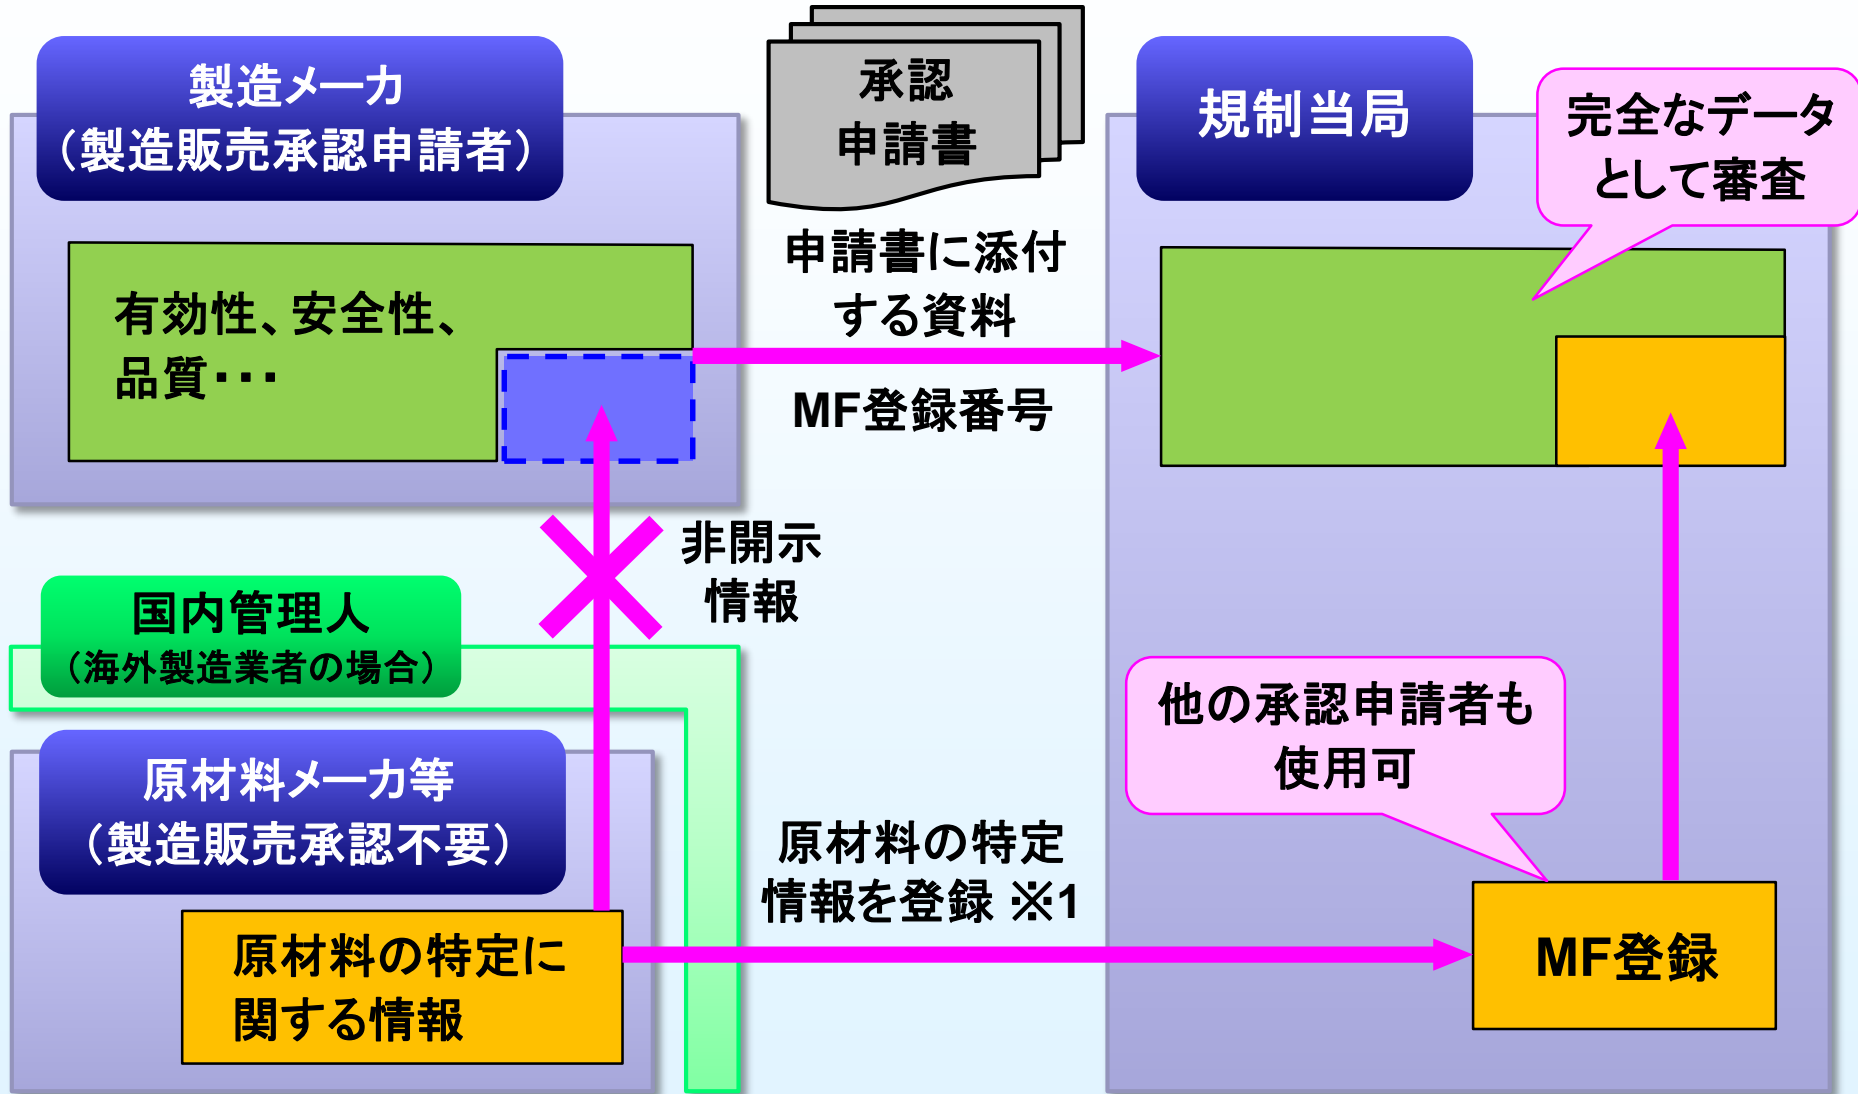 製造メーカ
（製造販売承認申請者）
承認
申請書
規制当局
完全なデータ
として審査
有効性、安全性、
品質・・・
申請書に添付
する資料
MF登録番号
非開示
情報
国内管理人
（海外製造業者の場合）
原材料メーカ等
（製造販売承認不要）
原材料の特定に
関する情報
原材料の特定
情報を登録 ※1
他の承認申請者も
使用可
MF登録